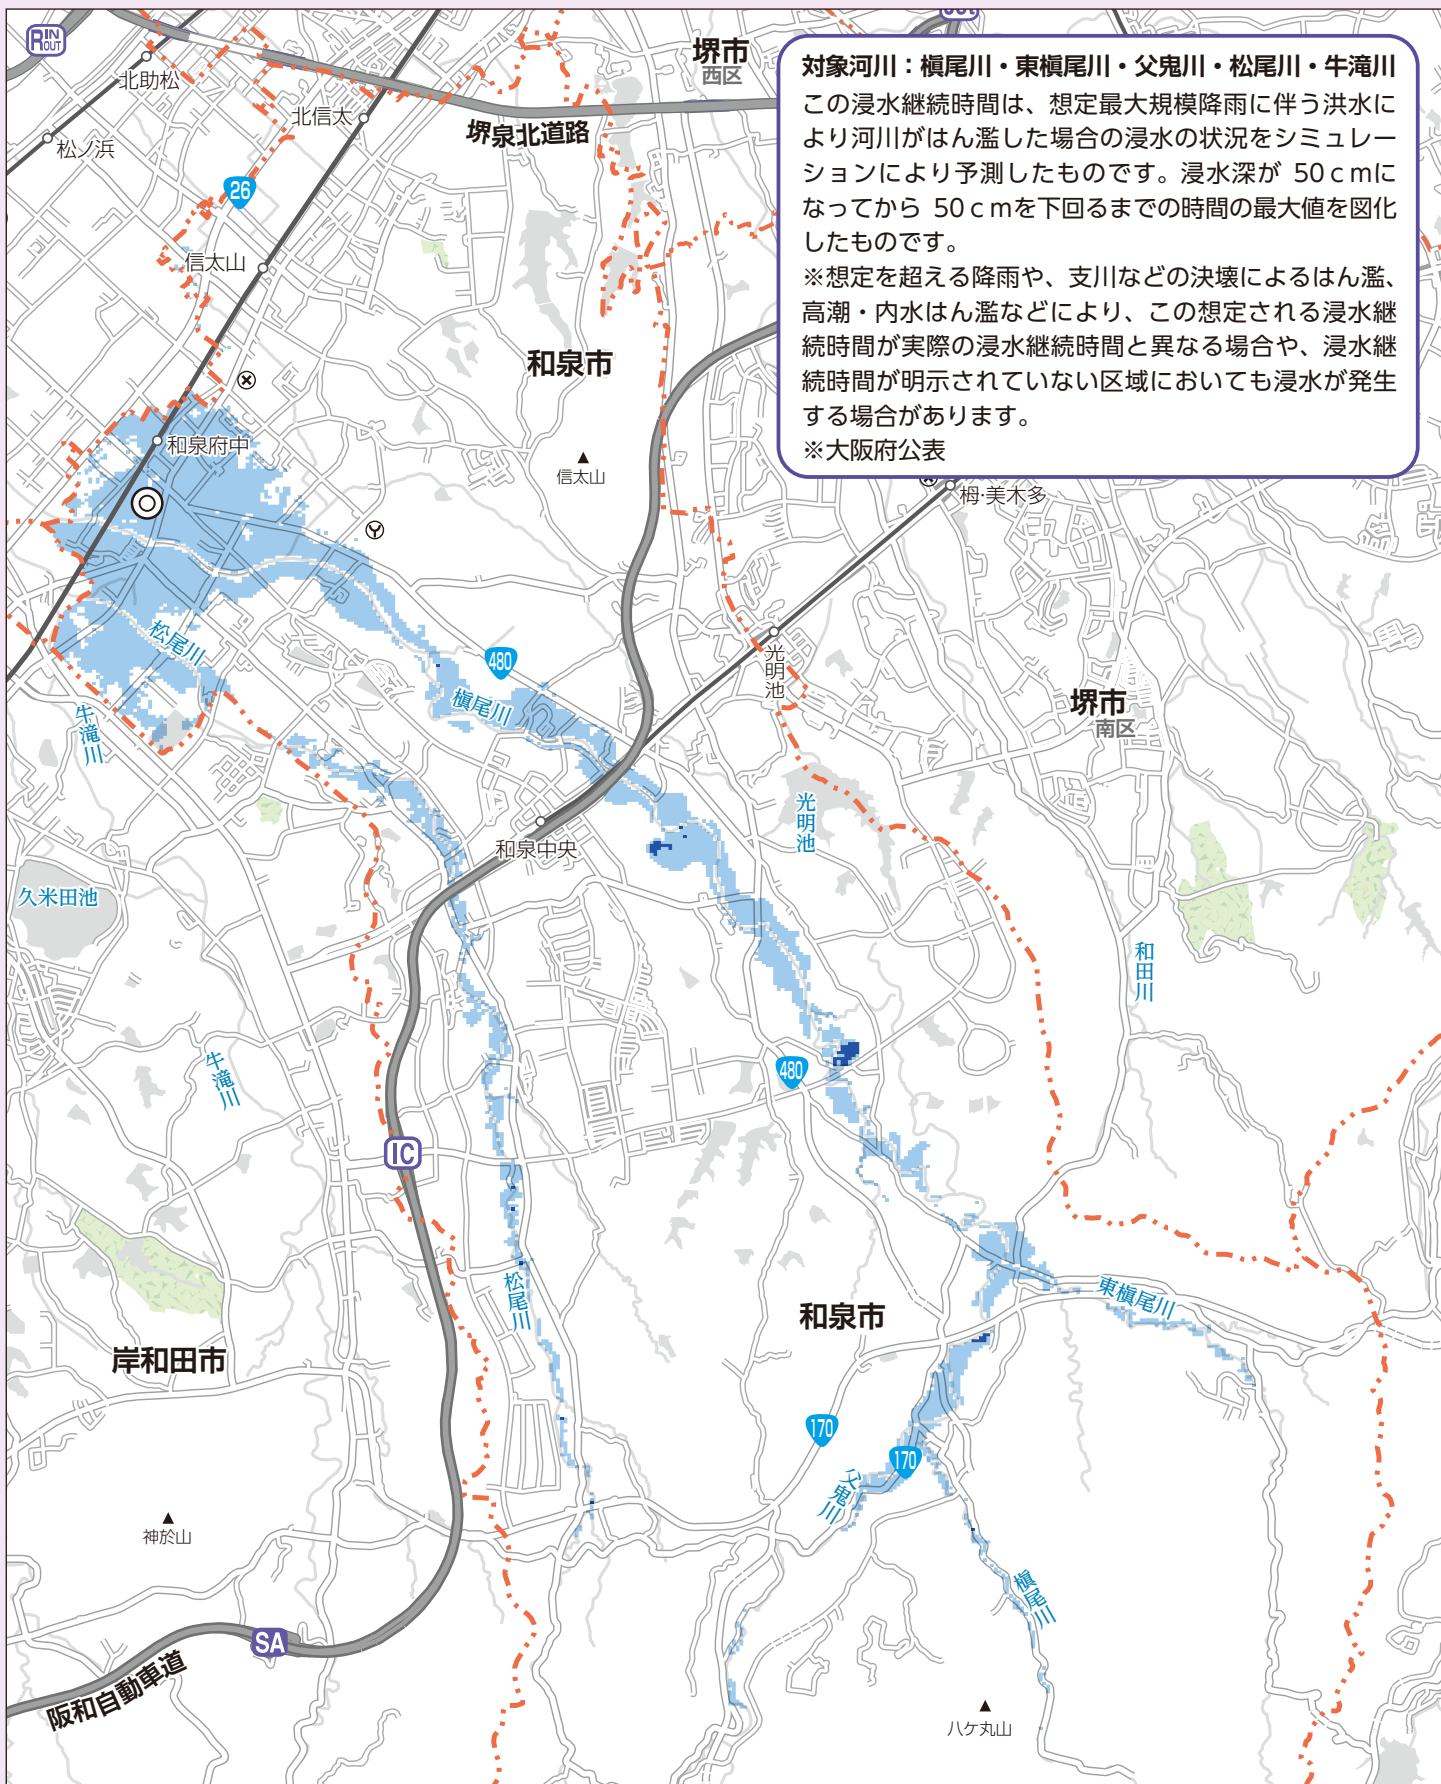 IN
R
OUT
out
北助松
北信太
松ノ浜
堺市
西区
堺泉北道路
26
信太山
対象河川：槇尾川・東槇尾川・父鬼川・松尾川・牛滝川
この浸水継続時間は、想定最大規模降雨に伴う洪水に
より河川がはん濫した場合の浸水の状況をシミュレー
ションにより予測したものです。浸水深が 50cmに
なってから 50cmを下回るまでの時間の最大値を図化
したものです。
※想定を超える降雨や、支川などの決壊によるはん濫、
高潮・内水はん濫などにより、この想定される浸水継
続時間が実際の浸水継続時間と異なる場合や、浸水継
続時間が明示されていない区域においても浸水が発生
する場合があります。
※大阪府公表
和泉市
和泉府中
信太山
栂・美木多
松尾川
480
槇尾川
光明池
牛滝川
堺市
南区
光明池
和泉中央
久米田池
和田川
牛滝川
480
IC
松尾川
東槇尾川
和泉市
岸和田市
170
170
父鬼川
神於山
槇尾川
SA
阪和自動車道
八ケ丸山